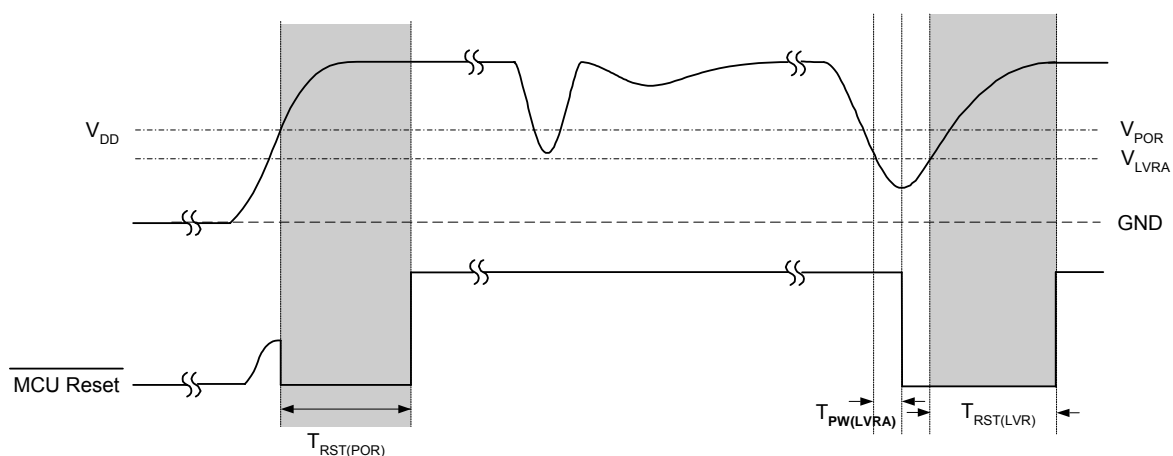 V_DD
V_POR
V_LVRA
GND
MCU Reset
T_RST(POR)
T_PW(LVRA)
T_RST(LVR)